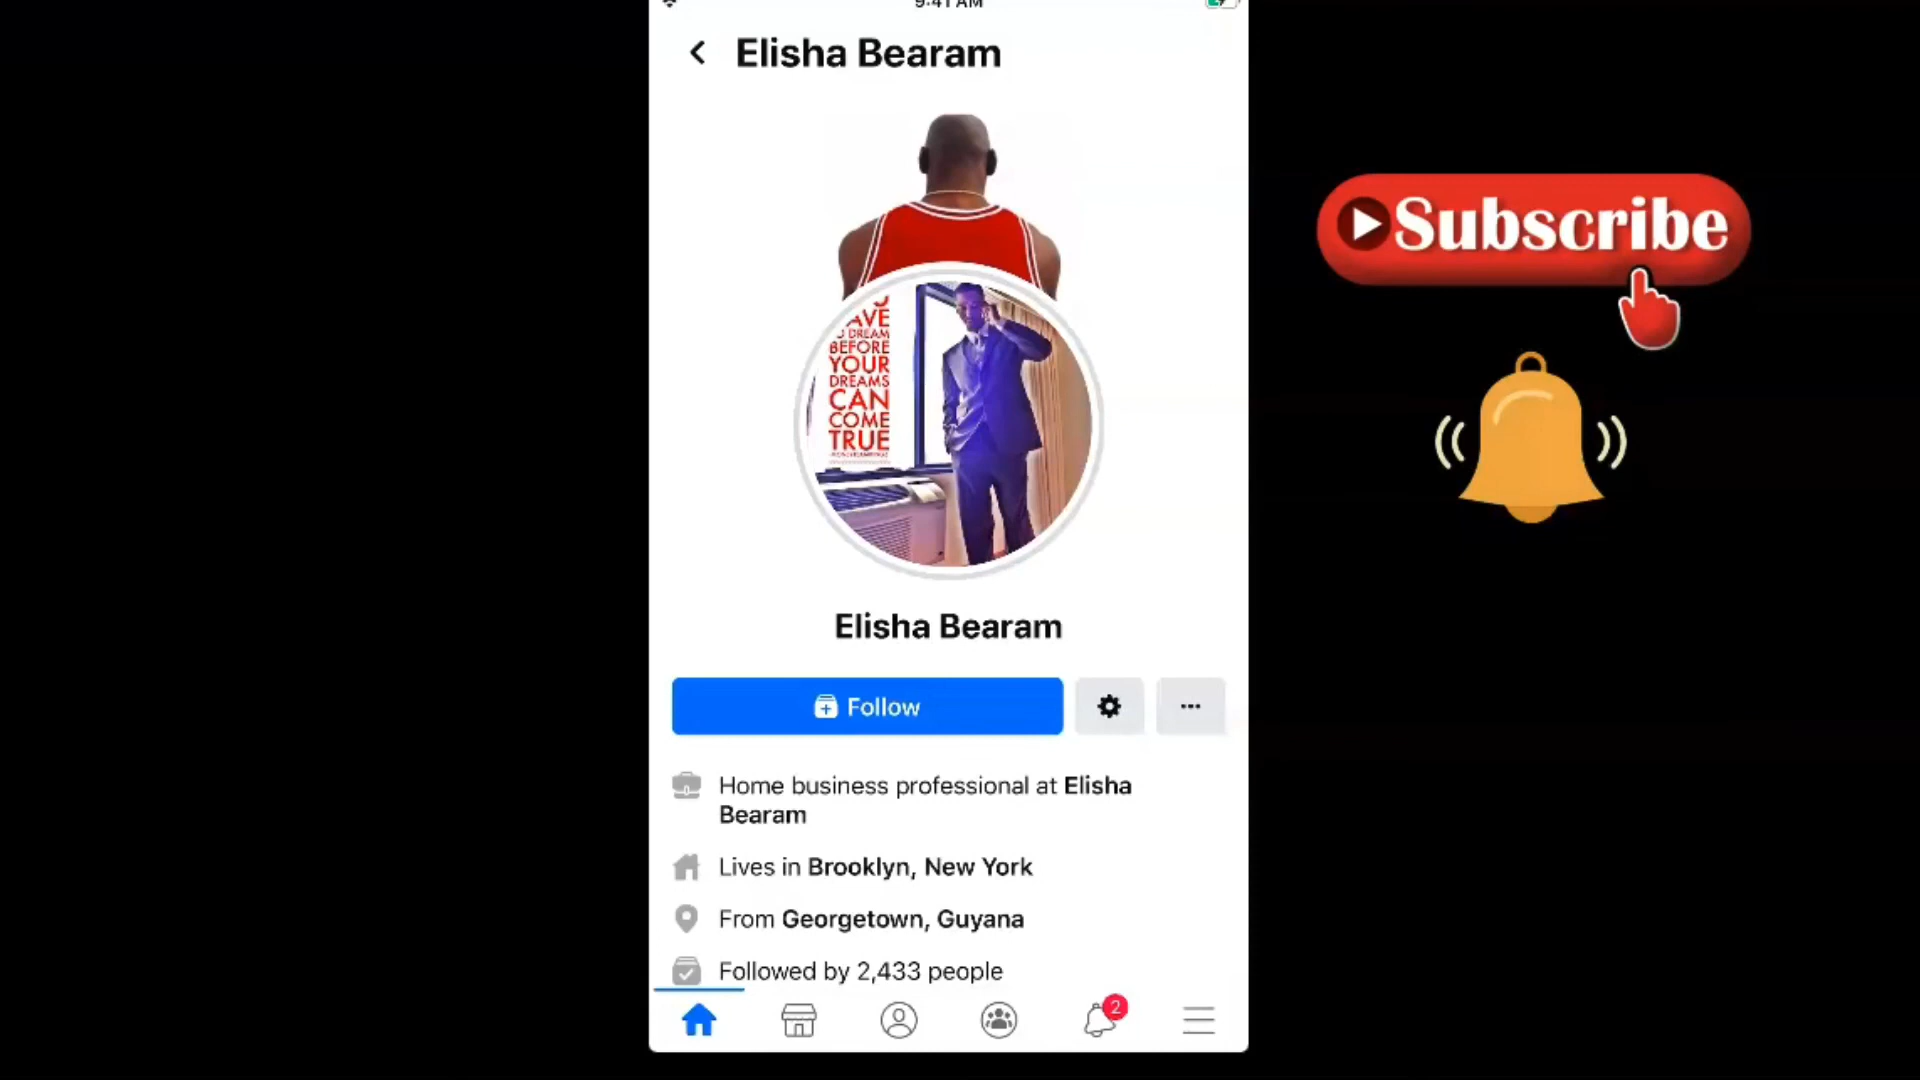 9:41 AM
Elisha Bearam
Subscribe
AVE
DREAM
BEFORE
YOUR
DREAMS
CAN
COME
TRUE
Elisha Bearam
Follow
Home business professional at Elisha
Bearam
Lives in Brooklyn, New York
From Georgetown, Guyana
Followed by 2,433 people
2